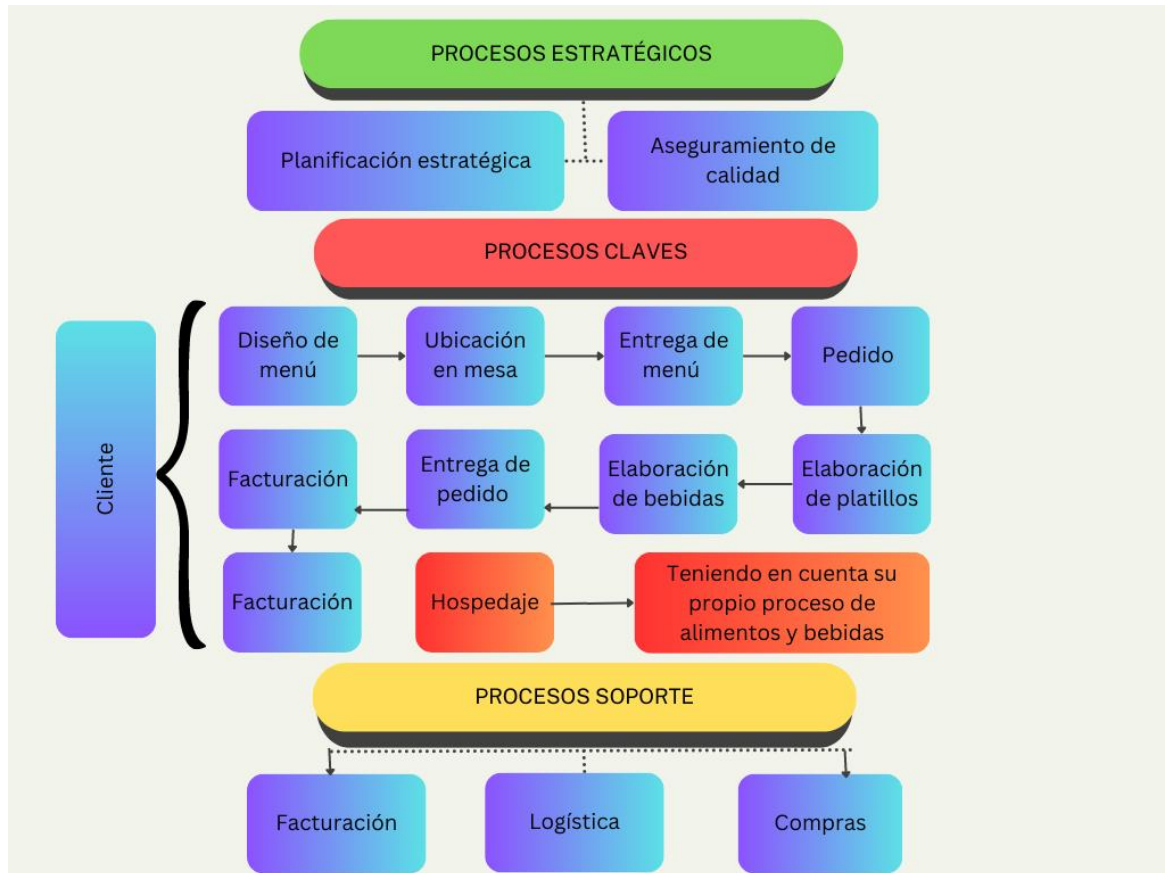 PROCESOS ESTRATÉGICOS
Planificación estratégica
Aseguramiento de
calidad
PROCESOS CLAVES
Cliente
Diseño de
menú
Ubicación
en mesa
Entrega de
menú
Pedido
Elaboración
de platillos
Elaboración
de bebidas
Entrega de
pedido
Facturación
Facturación
Hospedaje
Teniendo en cuenta su
propio proceso de
alimentos y bebidas
PROCESOS SOPORTE
Facturación
Logística
Compras